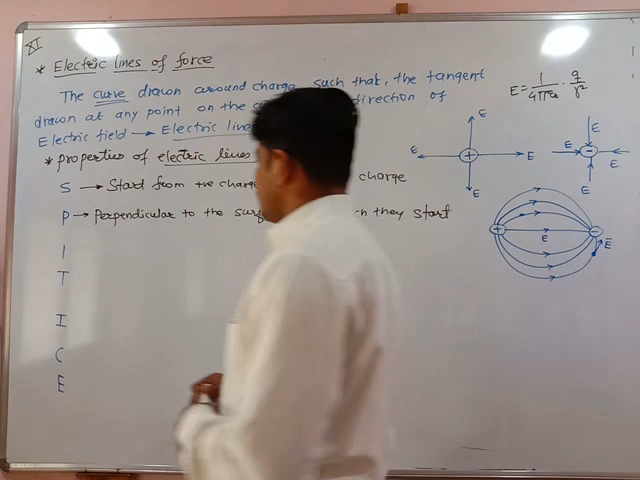 XI
* Electric lines of force
The curve drawn around charge such that, the tangent
drawn at any point on the direction of
Electric field → Electric line
* properties of electric lines
S → Start from +ve charge charge
P → Perpendicular to the surf ch they start
I
T
I
C
E
E = 1/4πε₀ · q/r²
E
E + E
E
E
- E
E
+ E - E